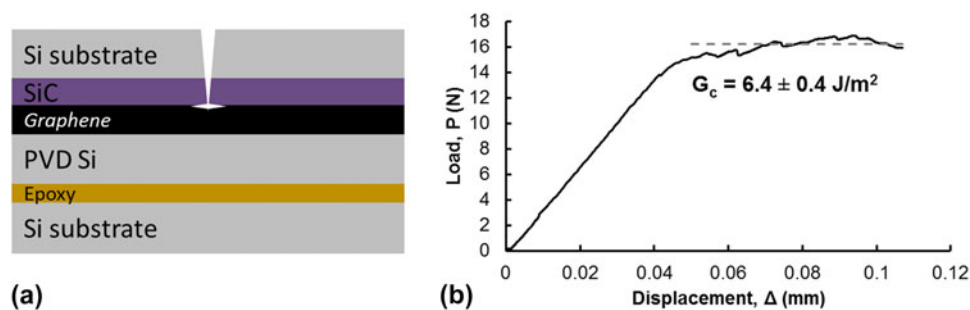 Si substrate
SiC
Graphene
PVD Si
Epoxy
Si substrate
(a)
18
16
14
12
10
8
6
4
2
0
Load, P (N)
G_c = 6.4 ± 0.4 J/m²
0 0.02 0.04 0.06 0.08 0.1 0.12
Displacement, Δ (mm)
(b)